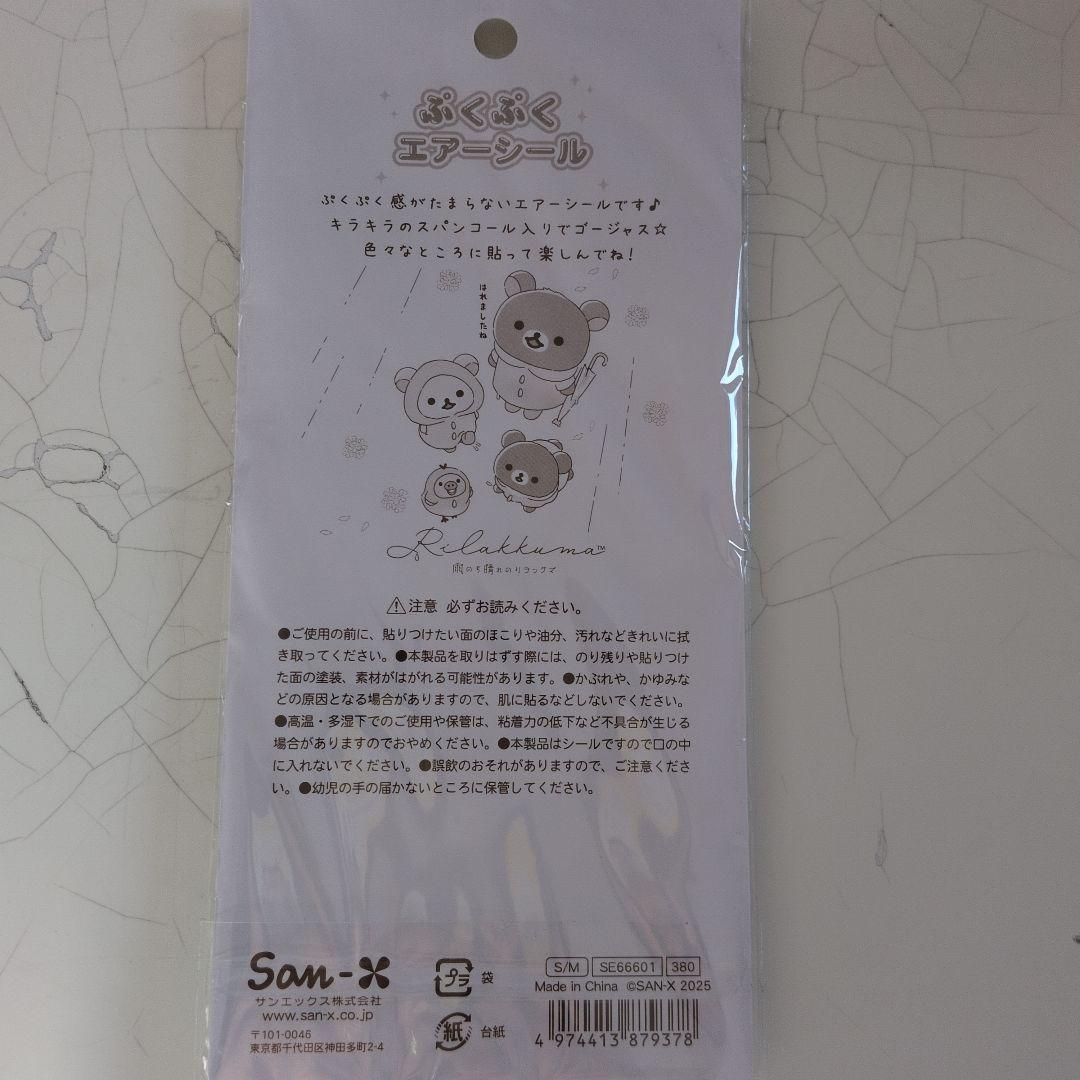 ぷくぷく
エアーシール
ぷくぷく感がたまらないエアーシールです♪
キラキラのスパンコール入りでゴージャス☆
色々なところに貼って楽しんでね!
はれましたね
Rilakkuma™
雨のち晴れのリラックマ
⚠注意 必ずお読みください。
●ご使用の前に、貼りつけたい面のほこりや油分、汚れなどきれいに拭
き取ってください。●本製品を取りはずす際には、のり残りや貼りつけ
た面の塗装、素材がはがれる可能性があります。●かぶれや、かゆみな
どの原因となる場合がありますので、肌に貼るなどしないでください。
●高温・多湿下でのご使用や保管は、粘着力の低下など不具合が生じる
場合がありますのでおやめください。●本製品はシールですので口の中
に入れないでください。●誤飲のおそれがありますので、ご注意くださ
い。●幼児の手の届かないところに保管してください。
San-X
サンエックス株式会社
www.san-x.co.jp
〒101-0046
東京都千代田区神田多町2-4
プラ 袋
紙 台紙
S/M SE66601 380
Made in China ©SAN-X 2025
4 974413 879378